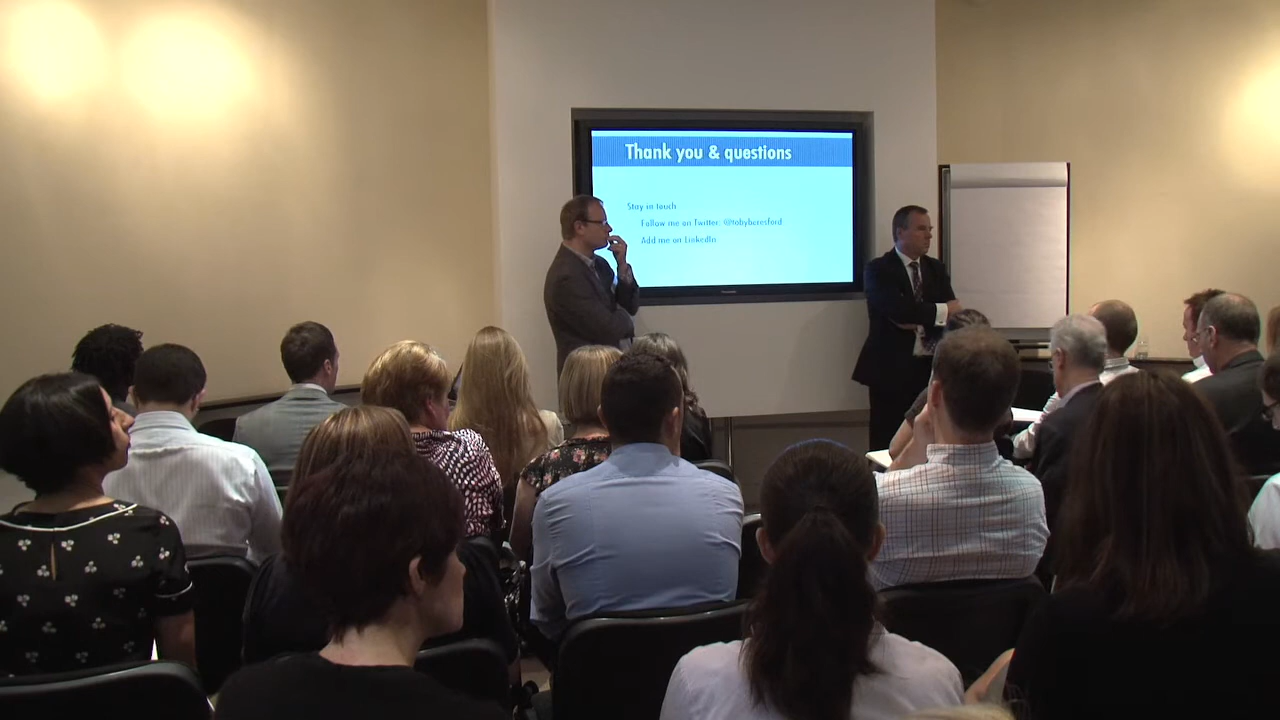 Thank you & questions
Stay in touch
Follow me on Twitter: @tobyberesford
Add me on LinkedIn